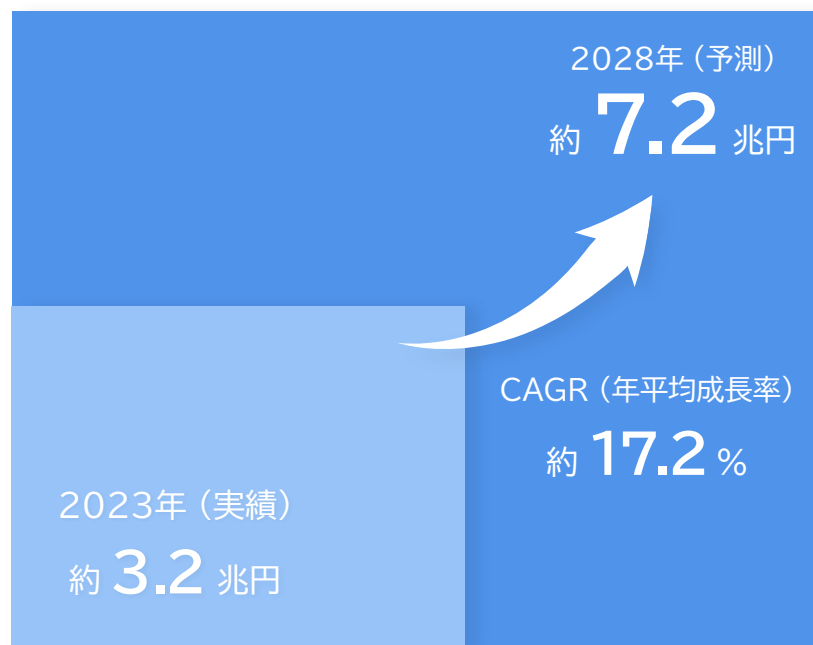 2028年（予測）
約 7.2 兆円
CAGR（年平均成長率）
約 17.2 %
2023年（実績）
約 3.2 兆円